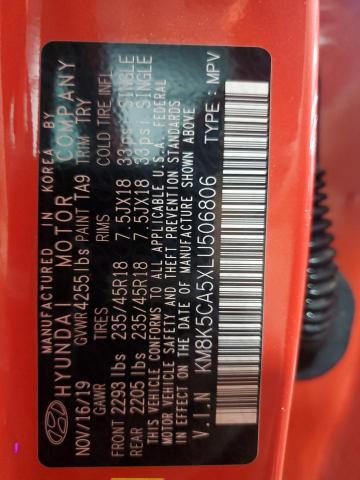 MANUFACTURED IN KOREA BY
HYUNDAI MOTOR COMPANY
NOV/16/19 GVWR 4255 lbs PAINT TA9 TRIM TRY
GAWR TIRES RIMS COLD TIRE INFL
FRONT 2293 lbs 235/45R18 7.5JX18 33psi SINGLE
REAR 2205 lbs 235/45R18 7.5JX18 33psi SINGLE
THIS VEHICLE CONFORMS TO ALL APPLICABLE U.S.A FEDERAL
MOTOR VEHICLE SAFETY AND THEFT PREVENTION STANDARDS
IN EFFECT ON THE DATE OF MANUFACTURE SHOWN ABOVE.
V.I.N KM8K5CA5XLU506806 TYPE: MPV